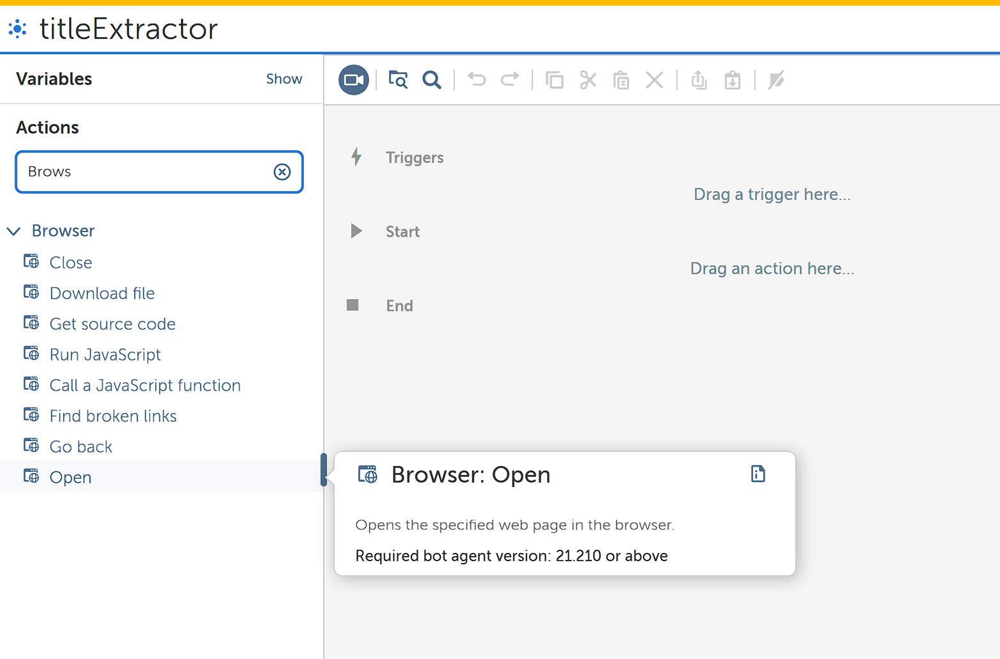 titleExtractor
Variables
Show
Actions
Brows
Browser
Close
Download file
Get source code
Run JavaScript
Call a JavaScript function
Find broken links
Go back
Open
Triggers
Drag a trigger here...
Start
Drag an action here...
End
Browser: Open
Opens the specified web page in the browser.
Required bot agent version: 21.210 or above